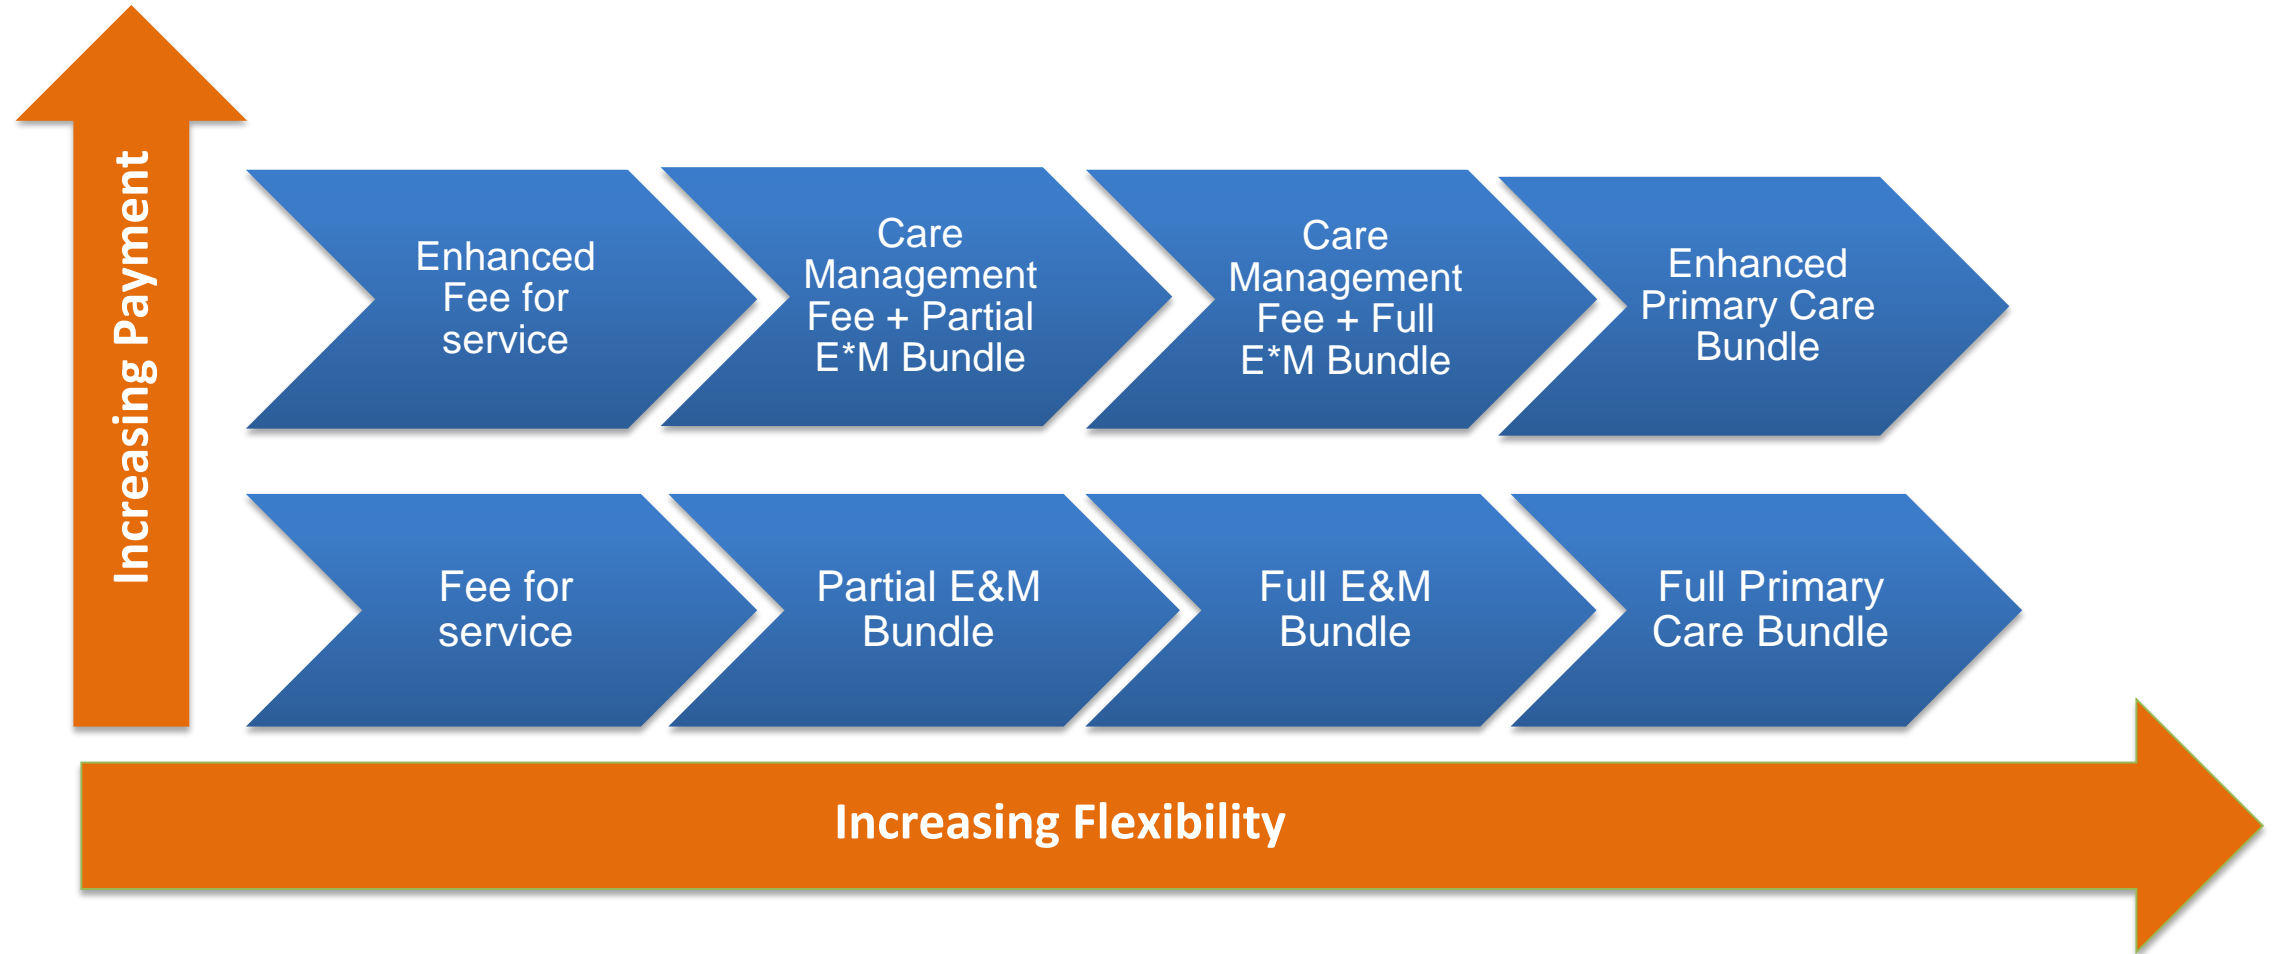 Increasing Payment
Enhanced
Fee for
service
Care
Management
Fee + Partial
E*M Bundle
Care
Management
Fee + Full
E*M Bundle
Enhanced
Primary Care
Bundle
Fee for
service
Partial E&M
Bundle
Full E&M
Bundle
Full Primary
Care Bundle
Increasing Flexibility